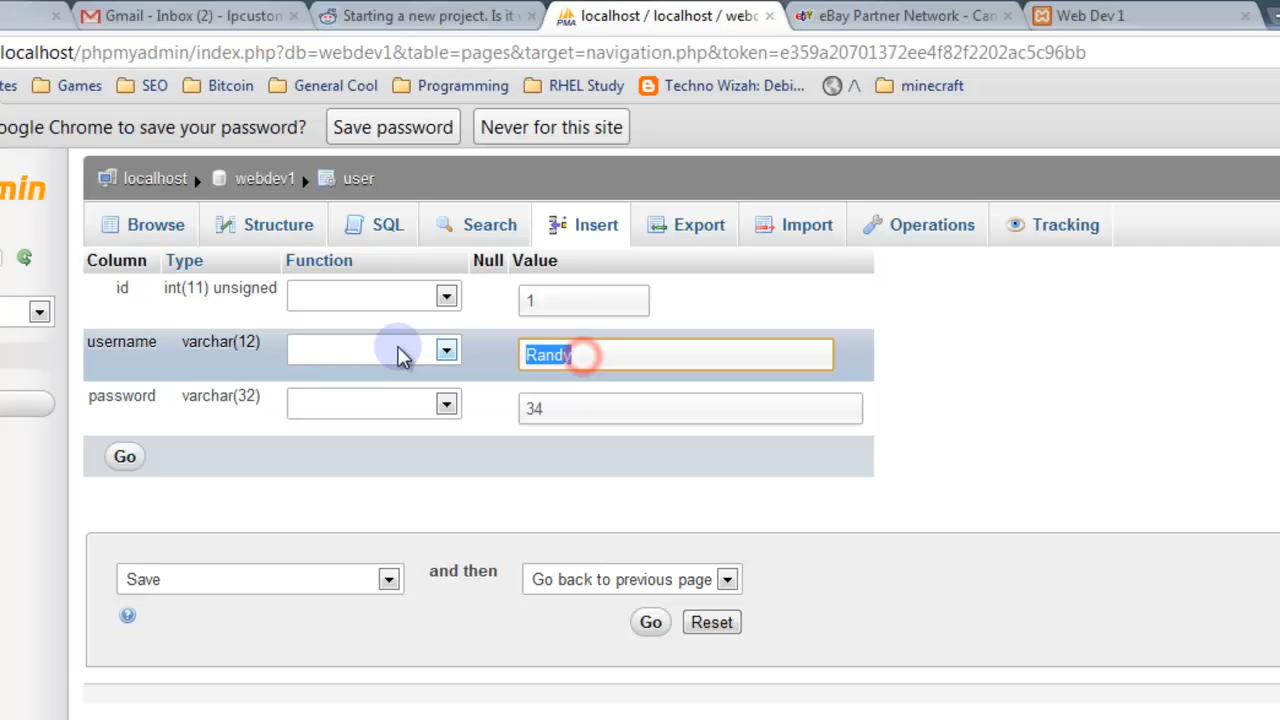 Gmail - Inbox (2) - lpcuston
Starting a new project. Is it
localhost / localhost / webd
eBay Partner Network - Can
Web Dev 1
localhost/phpmyadmin/index.php?db=webdev1&table=pages&target=navigation.php&token=e359a20701372ee4f82f2202ac5c96bb
tes
Games
SEO
Bitcoin
General Cool
Programming
RHEL Study
Techno Wizah: Debi...
minecraft
oogle Chrome to save your password?
Save password
Never for this site
min
localhost
webdev1
user
Browse
Structure
SQL
Search
Insert
Export
Import
Operations
Tracking
Column Type Function Null Value
id int(11) unsigned 1
username varchar(12) Randy
password varchar(32) 34
Go
Save and then Go back to previous page
Go Reset